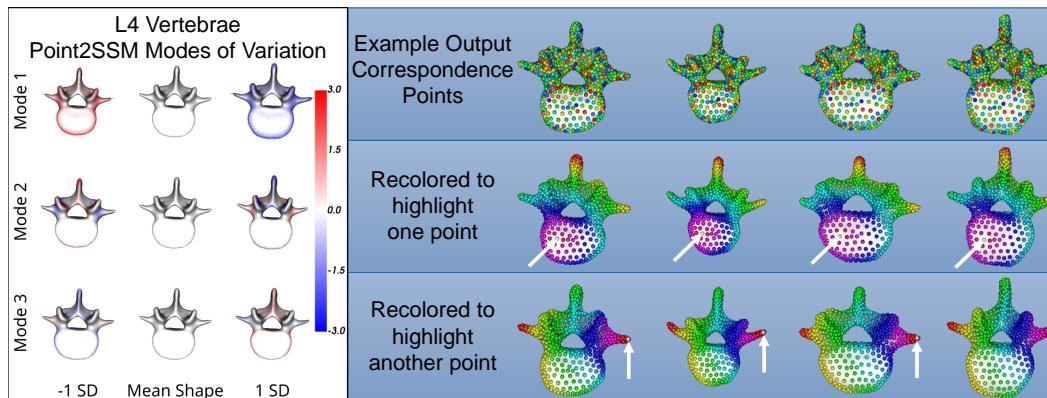 L4 Vertebrae
Point2SSM Modes of Variation
Mode 1
Mode 2
Mode 3
3.0
1.5
0.0
-1.5
-3.0
-1 SD
Mean Shape
1 SD
Example Output
Correspondence
Points
Recolored to
highlight
one point
Recolored to
highlight
another point